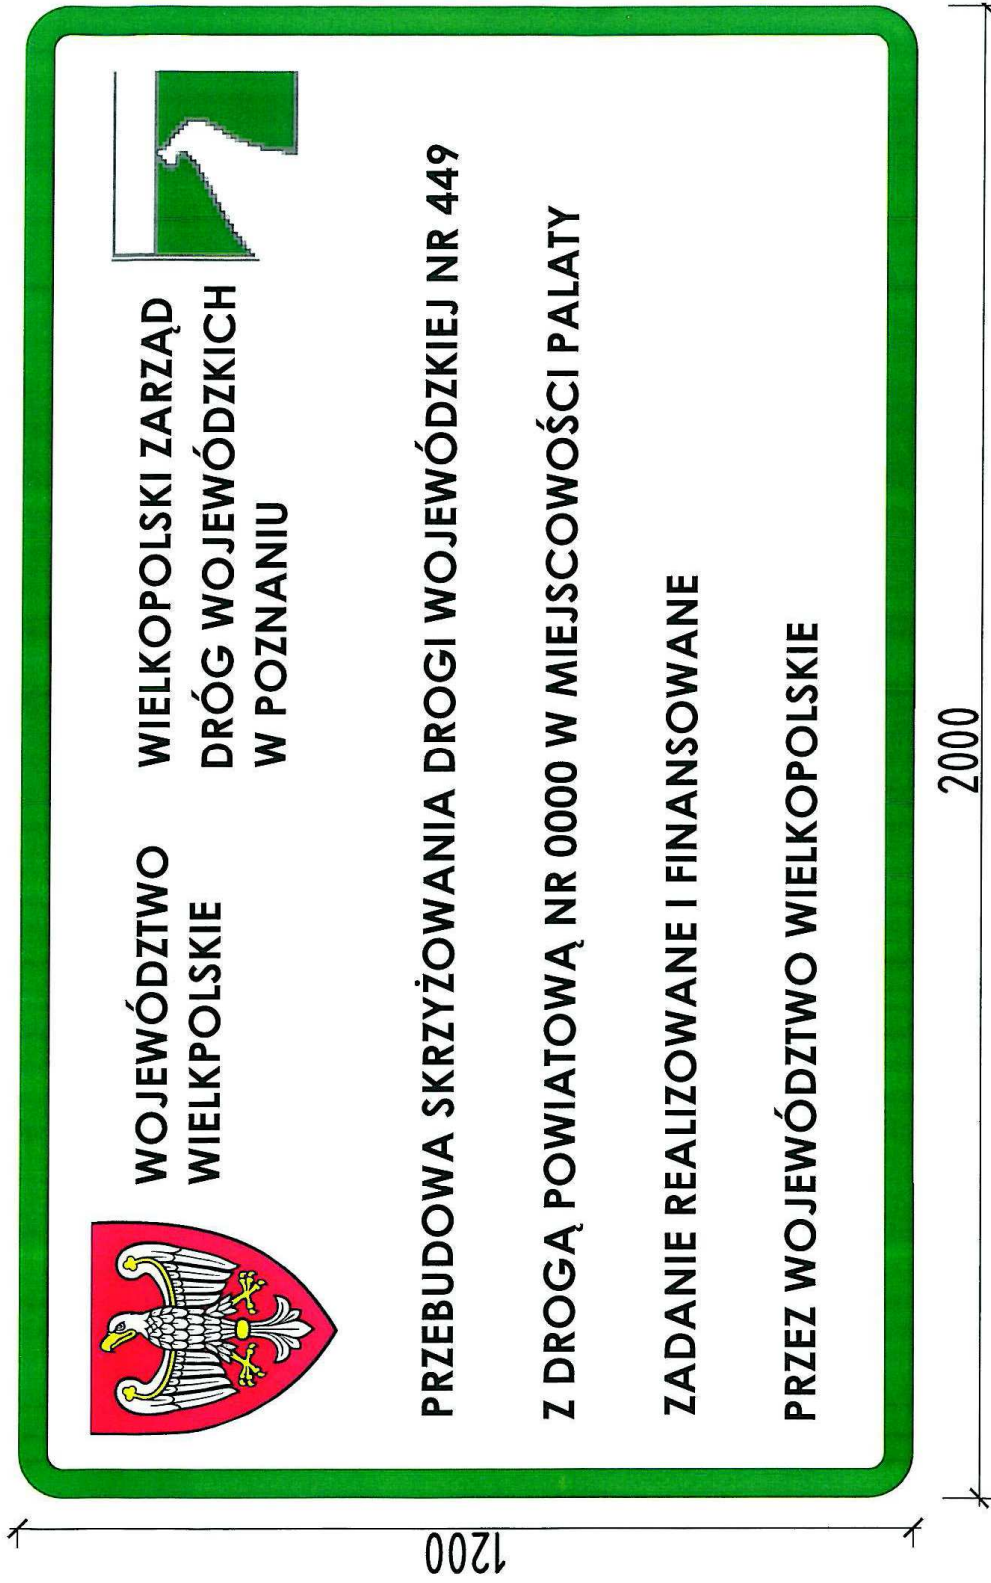 WOJEWÓDZTWO
WIELKPOLSKIE
WIELKOPOLSKI ZARZĄD
DRÓG WOJEWÓDZKICH
W POZNANIU
PRZEBUDOWA SKRZYŻOWANIA DROGI WOJEWÓDZKIEJ NR 449
Z DROGĄ POWIATOWĄ NR 0000 W MIEJSCOWOŚCI PALATY
ZADANIE REALIZOWANE I FINANSOWANE
PRZEZ WOJEWÓDZTWO WIELKOPOLSKIE
1200
2000